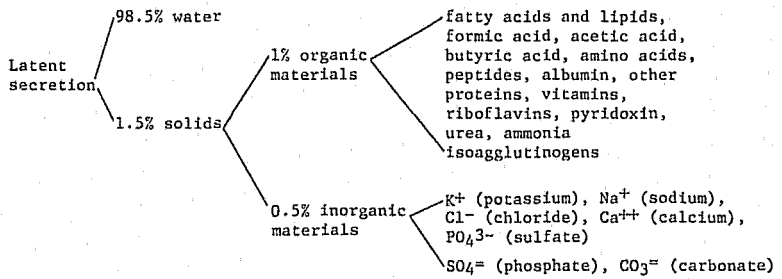 98.5% water
Latent
secretion
1.5% solids
1% organic
materials
fatty acids and lipids,
formic acid, acetic acid,
butyric acid, amino acids,
peptides, albumin, other
proteins, vitamins,
riboflavins, pyridoxin,
urea, ammonia
isoagglutinogens
0.5% inorganic
materials
K+ (potassium), Na+ (sodium),
Cl- (chloride), Ca++ (calcium),
PO43- (sulfate)
SO4= (phosphate), CO3= (carbonate)